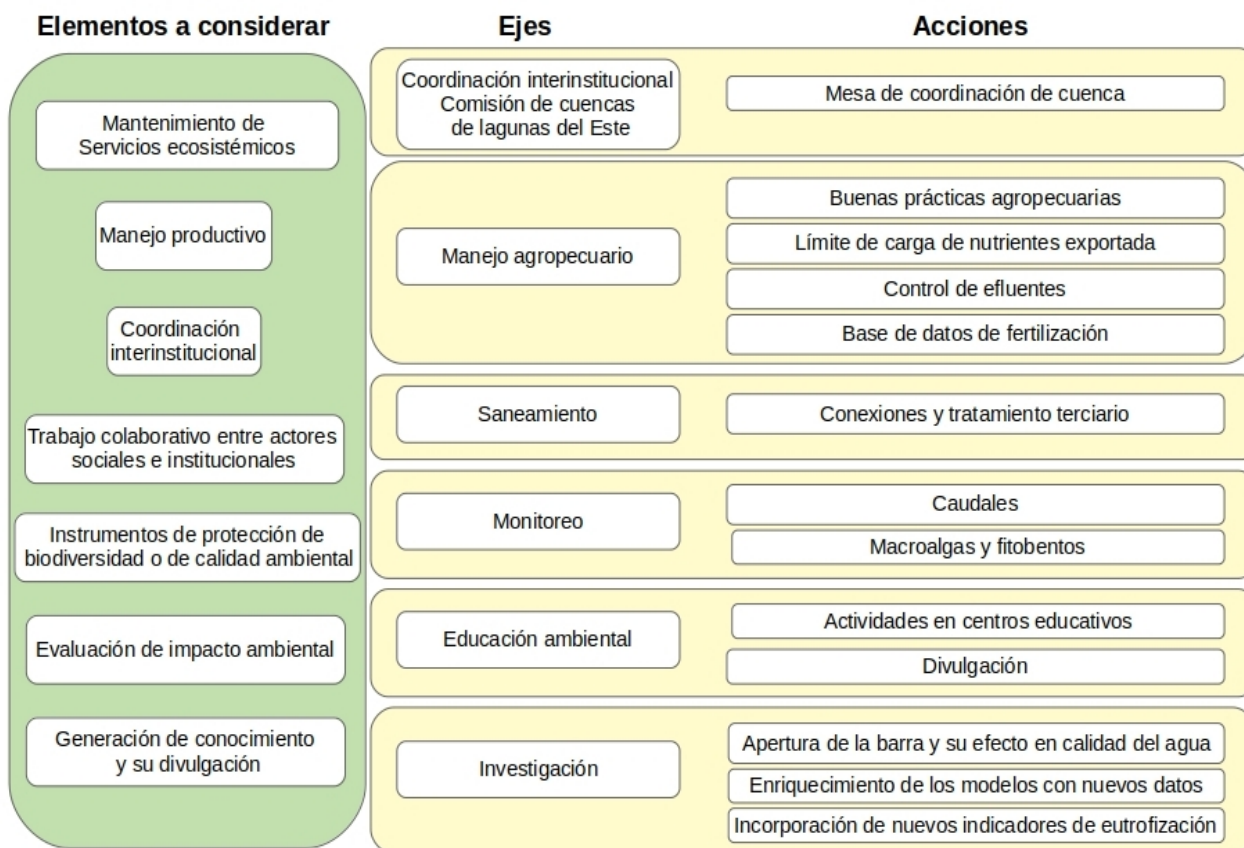 Elementos a considerar
Mantenimiento de
Servicios ecosistémicos
Manejo productivo
Coordinación
interinstitucional
Trabajo colaborativo entre actores
sociales e institucionales
Instrumentos de protección de
biodiversidad o de calidad ambiental
Evaluación de impacto ambiental
Generación de conocimiento
y su divulgación
Ejes
Acciones
Coordinación interinstitucional
Comisión de cuencas
de lagunas del Este
Mesa de coordinación de cuenca
Manejo agropecuario
Buenas prácticas agropecuarias
Límite de carga de nutrientes exportada
Control de efluentes
Base de datos de fertilización
Saneamiento
Conexiones y tratamiento terciario
Monitoreo
Caudales
Macroalgas y fitobentos
Educación ambiental
Actividades en centros educativos
Divulgación
Investigación
Apertura de la barra y su efecto en calidad del agua
Enriquecimiento de los modelos con nuevos datos
Incorporación de nuevos indicadores de eutrofización